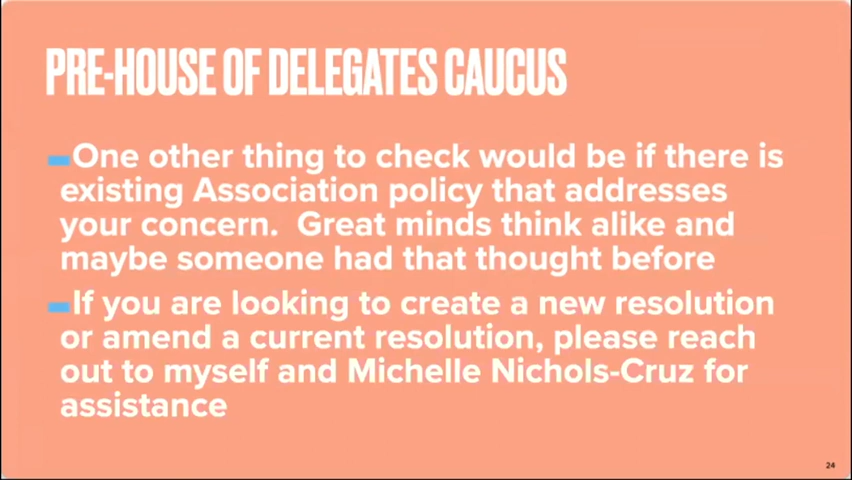 PRE-HOUSE OF DELEGATES CAUCUS
One other thing to check would be if there is
existing Association policy that addresses
your concern.  Great minds think alike and
maybe someone had that thought before
If you are looking to create a new resolution
or amend a current resolution, please reach
out to myself and Michelle Nichols-Cruz for
assistance
24